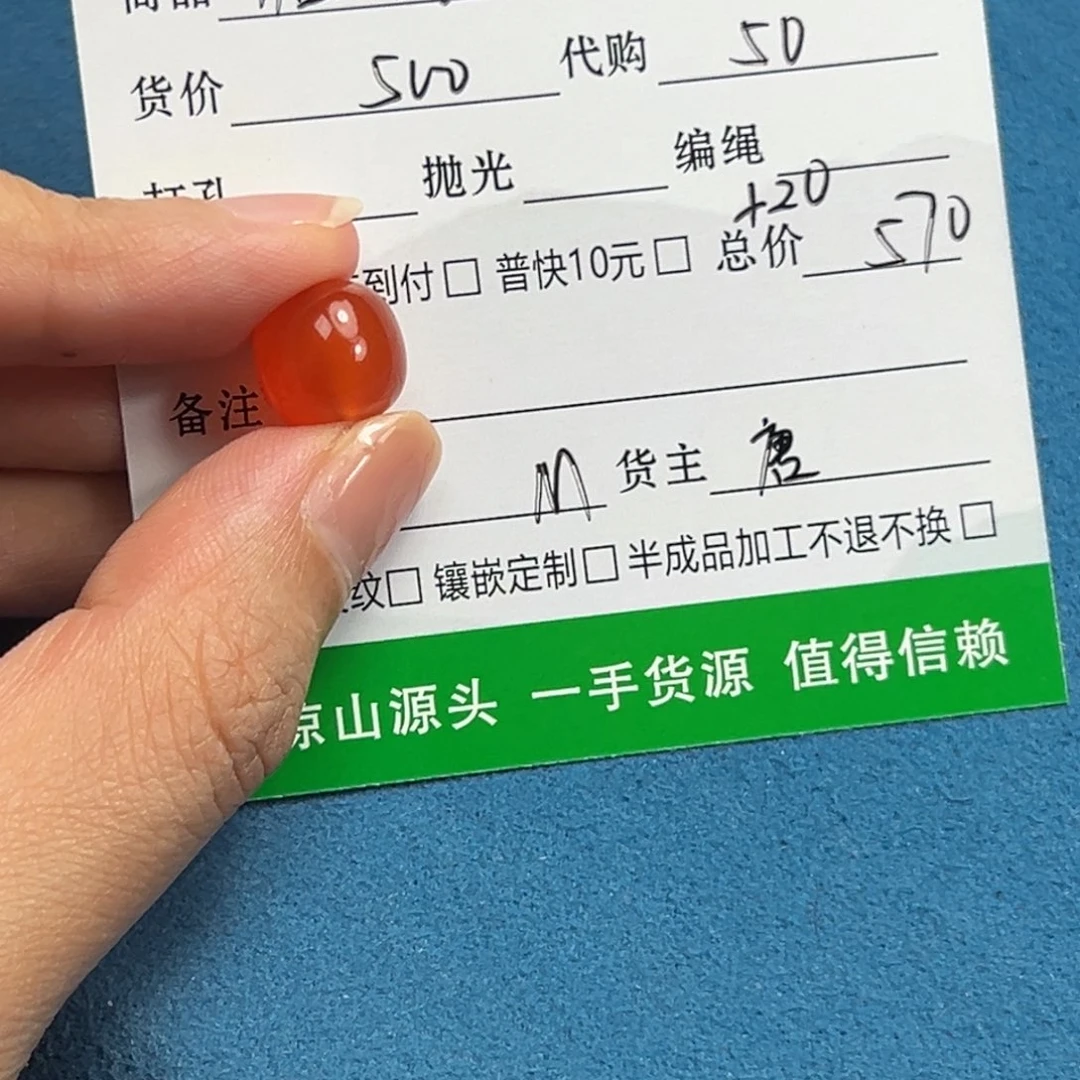 货价 500 代购 50
抛光 编绳
+20
到付□ 普快10元□ 总价 570
备注
M 货主 唐
纹□ 镶嵌定制□ 半成品加工不退不换□
凉山源头 一手货源 值得信赖